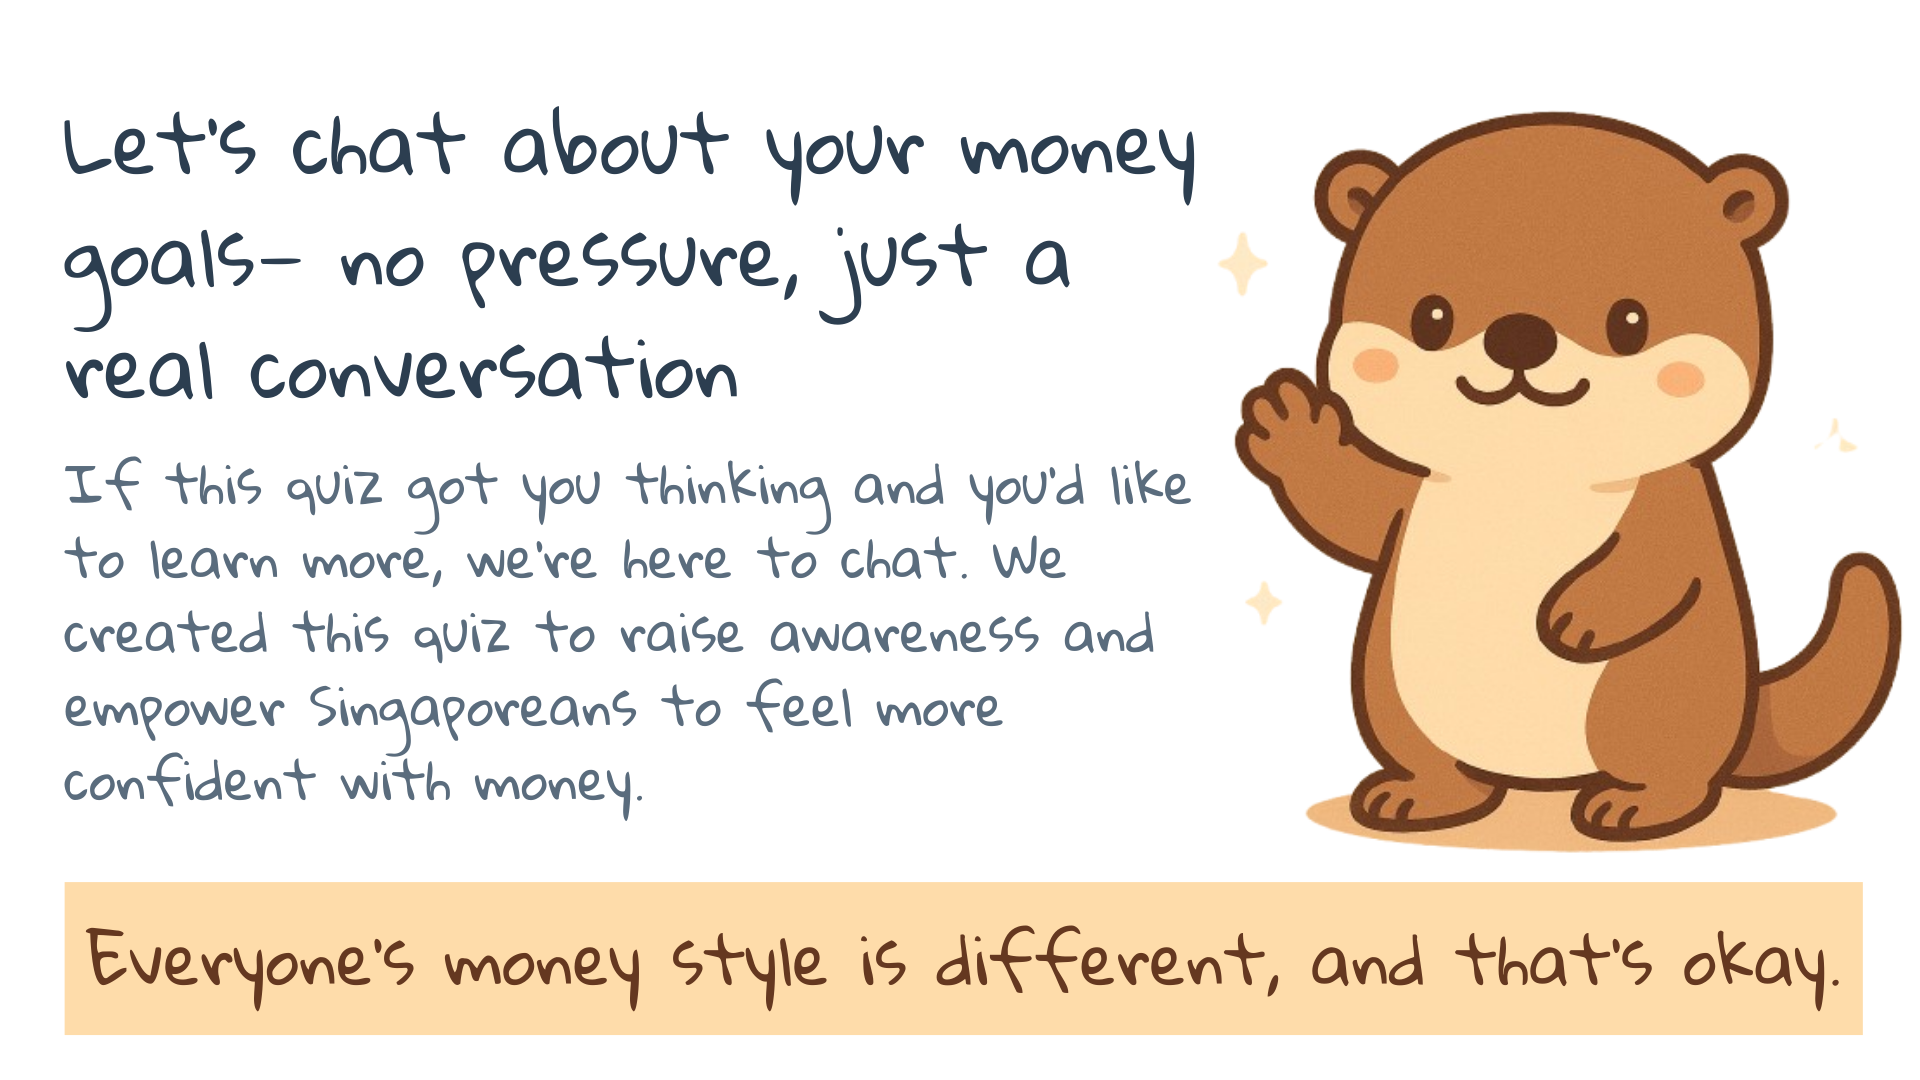 Let's chat about your money
goals– no pressure, just a
real conversation
If this quiz got you thinking and you'd like
to learn more, we're here to chat. We
created this quiz to raise awareness and
empower Singaporeans to feel more
confident with money.
Everyone's money style is different, and that's okay.